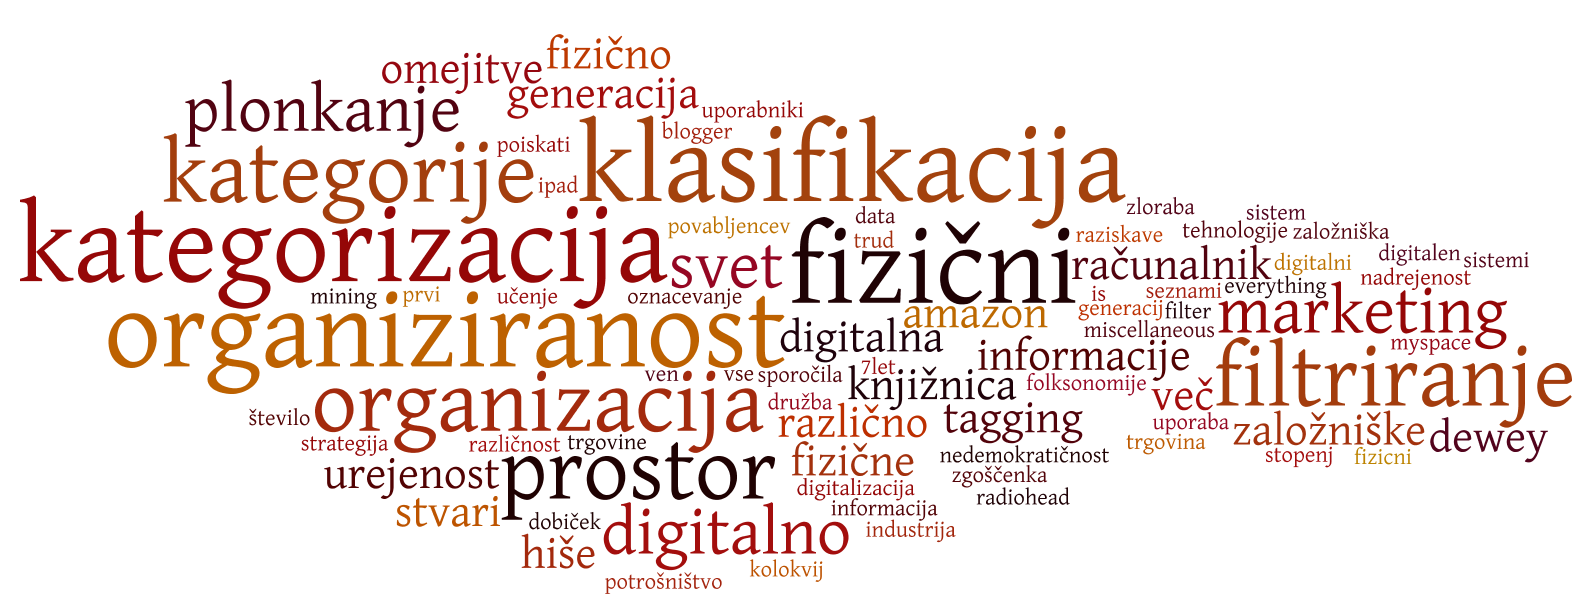 fizično
omejitve
generacija
plonkanje
uporabniki
blogger
klasifikacija
poiskati
kategorije
ipad
kategorizacija
povabljencev
data
trud
zloraba
sistem
tehnologije
založniška
raziskave
fizični
svet
računalnik
digitalni
digitalen
sistemi
nadrejenost
mining
prvi
učenje
oznacevanje
is
seznami
everything
generacij
filter
miscellaneous
marketing
myspace
organiziranost
amazon
digitalna
informacije
filtriranje
ven
vse
sporočila
7let
knjižnica
folksonomije
več
organizacija
družba
število
strategija
različnost
trgovine
različno
tagging
uporaba
trgovina
založniške
dewey
stopenj
fizicni
urejenost
prostor
fizične
nedemokratičnost
zgoščenka
digitalizacija
radiohead
stvari
dobiček
informacija
industrija
hiše
digitalno
kolokvij
potrošništvo